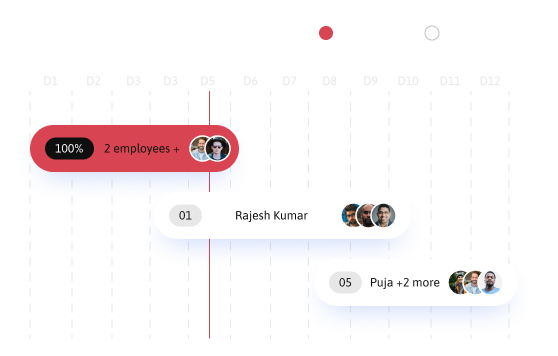 D1 D2 D3 D3 D5 D6 D7 D8 D9 D10 D11 D12
100% 2 employees +
01 Rajesh Kumar
05 Puja +2 more